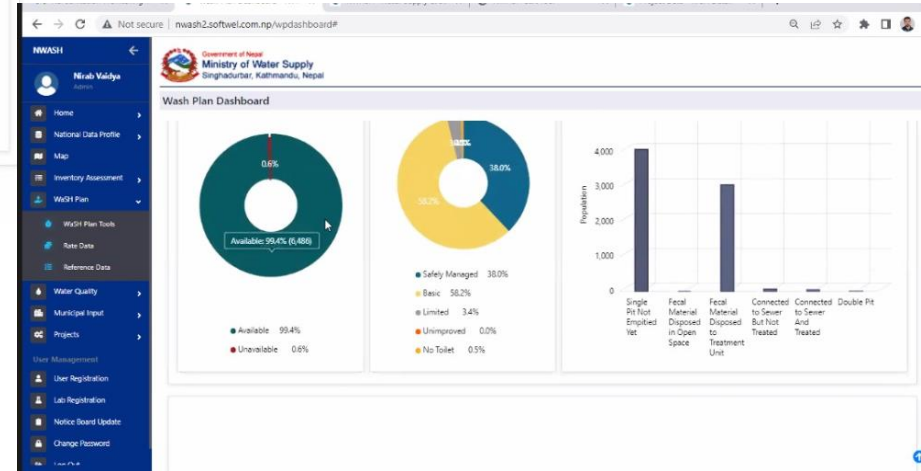 Not secure | nwash2.softwel.com.np/wpdashboard#
NWASH
Nirab Vaidya
Admin
Home
National Data Profile
Map
Inventory Assessment
WaSH Plan
WaSH Plan Tools
Rate Data
Reference Data
Water Quality
Municipal Input
Projects
User Management
User Registration
Lab Registration
Notice Board Update
Change Password
Log Out
Government of Nepal
Ministry of Water Supply
Singhadurbar, Kathmandu, Nepal
Wash Plan Dashboard
0.6%
Available: 99.4% (6,486)
Available 99.4%
Unavailable 0.6%
38.0%
58.2%
Safely Managed 38.0%
Basic 58.2%
Limited 3.4%
Unimproved 0.0%
No Toilet 0.5%
Population
4,000
3,000
2,000
1,000
0
Single Pit Not Empitied Yet
Fecal Material Disposed in Open Space
Fecal Material Disposed to Treatment Unit
Connected to Sewer But Not Treated
Connected to Sewer And Treated
Double Pit